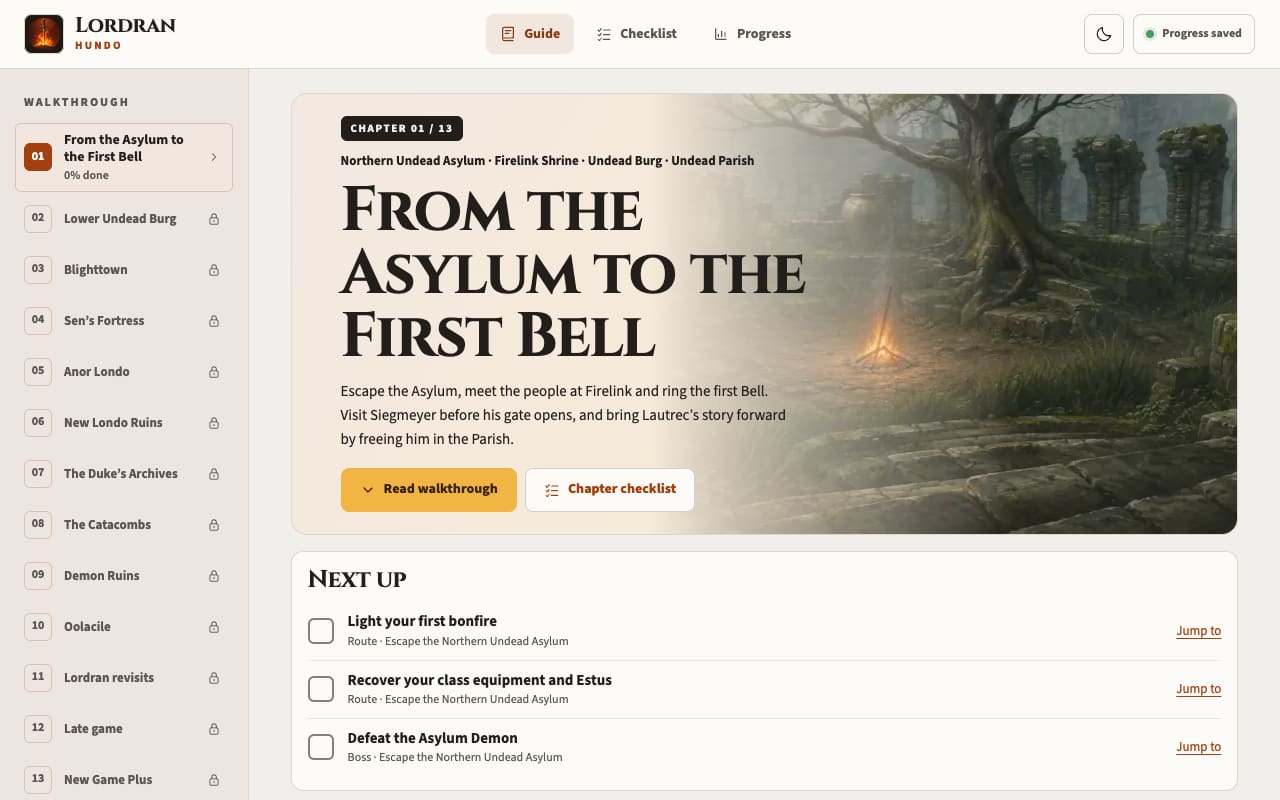 Lordran
HUNDO
Guide
Checklist
Progress
Progress saved
WALKTHROUGH
01
From the Asylum to
the First Bell
0% done
02 Lower Undead Burg
03 Blighttown
04 Sen’s Fortress
05 Anor Londo
06 New Londo Ruins
07 The Duke’s Archives
08 The Catacombs
09 Demon Ruins
10 Oolacile
11 Lordran revisits
12 Late game
13 New Game Plus
CHAPTER 01 / 13
Northern Undead Asylum · Firelink Shrine · Undead Burg · Undead Parish
From the
Asylum to the
First Bell
Escape the Asylum, meet the people at Firelink and ring the first Bell.
Visit Siegmeyer before his gate opens, and bring Lautrec’s story forward
by freeing him in the Parish.
Read walkthrough
Chapter checklist
Next up
Light your first bonfire
Route · Escape the Northern Undead Asylum
Jump to
Recover your class equipment and Estus
Route · Escape the Northern Undead Asylum
Jump to
Defeat the Asylum Demon
Boss · Escape the Northern Undead Asylum
Jump to